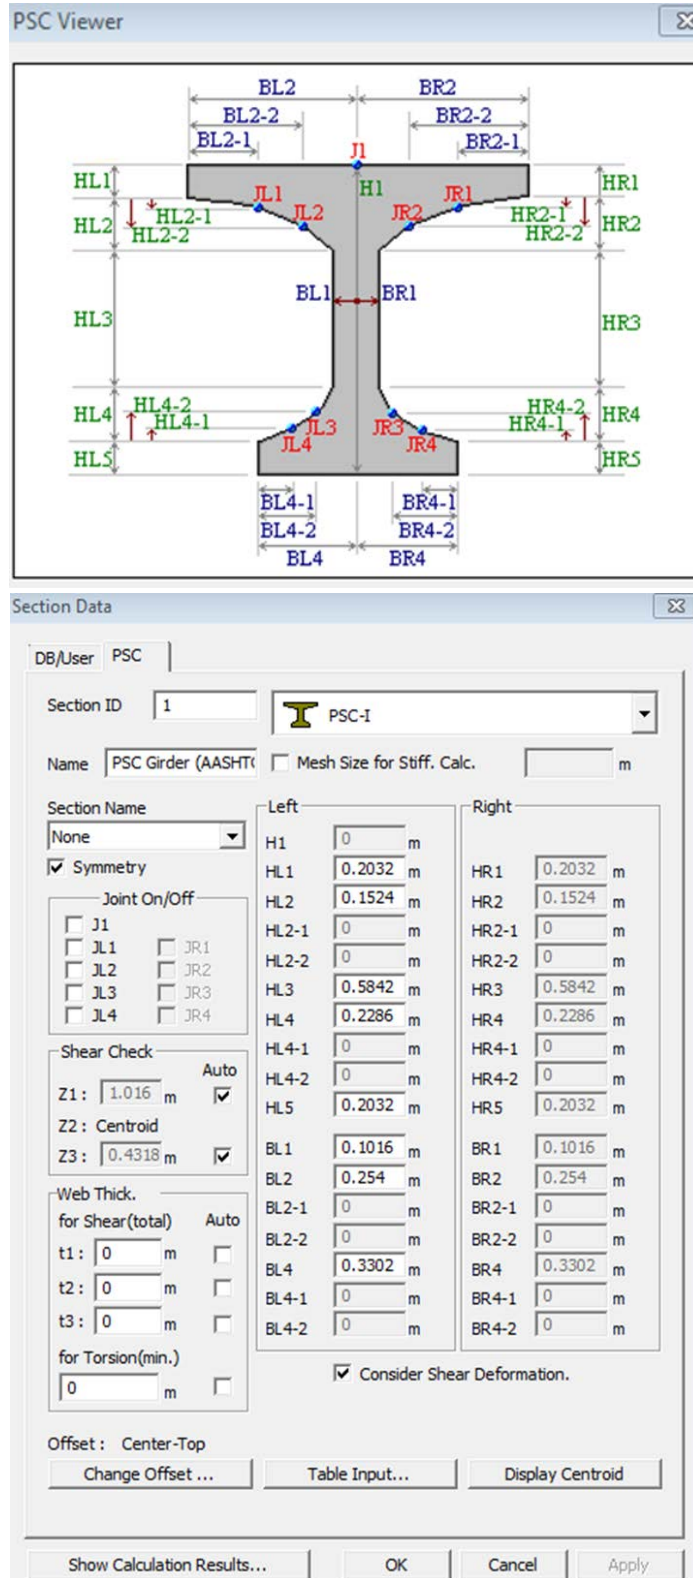 PSC Viewer
BL2 BR2
BL2-2 BR2-2
BL2-1 BR2-1
J1
HL1 H1 HR1
JL1 JR1
HL2-1 HR2-1
HL2 JL2 JR2 HR2
HL2-2 HR2-2
BL1 BR1
HL3 HR3
HL4-2 HR4-2
HL4 HR4
HL4-1 HR4-1
JL3 JR3
JL4 JR4
HL5 HR5
BL4-1 BR4-1
BL4-2 BR4-2
BL4 BR4
Section Data
DB/User PSC
Section ID 1 PSC-I
Name PSC Girder (AASHT Mesh Size for Stiff. Calc. m
Section Name
None
Symmetry
Joint On/Off
J1
JL1 JR1
JL2 JR2
JL3 JR3
JL4 JR4
Shear Check
Auto
Z1 : 1.016 m
Z2 : Centroid
Z3 : 0.4318 m
Web Thick.
for Shear(total) Auto
t1 : 0 m
t2 : 0 m
t3 : 0 m
for Torsion(min.)
0 m
Left
H1 0 m
HL1 0.2032 m
HL2 0.1524 m
HL2-1 0 m
HL2-2 0 m
HL3 0.5842 m
HL4 0.2286 m
HL4-1 0 m
HL4-2 0 m
HL5 0.2032 m
BL1 0.1016 m
BL2 0.254 m
BL2-1 0 m
BL2-2 0 m
BL4 0.3302 m
BL4-1 0 m
BL4-2 0 m
Right
HR1 0.2032 m
HR2 0.1524 m
HR2-1 0 m
HR2-2 0 m
HR3 0.5842 m
HR4 0.2286 m
HR4-1 0 m
HR4-2 0 m
HR5 0.2032 m
BR1 0.1016 m
BR2 0.254 m
BR2-1 0 m
BR2-2 0 m
BR4 0.3302 m
BR4-1 0 m
BR4-2 0 m
Consider Shear Deformation.
Offset : Center-Top
Change Offset ... Table Input... Display Centroid
Show Calculation Results... OK Cancel Apply